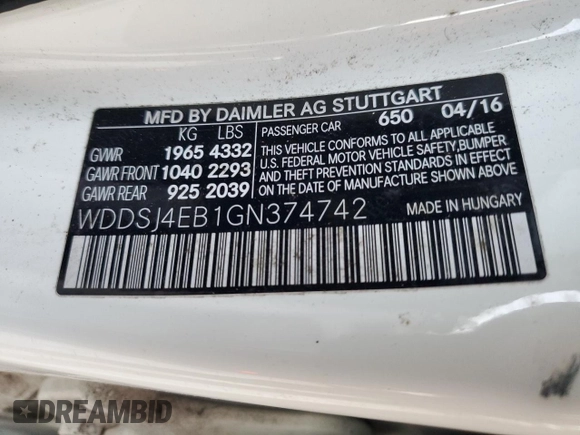 MFD BY DAIMLER AG STUTTGART
KG LBS PASSENGER CAR 650 04/16
GVWR 1965 4332
GAWR FRONT 1040 2293
GAWR REAR 925 2039
THIS VEHICLE CONFORMS TO ALL APPLICABLE
U.S. FEDERAL MOTOR VEHICLE SAFETY, BUMPER,
AND THEFT PREVENTION STANDARDS IN EFFECT
ON THE DATE OF MANUFACTURE SHOWN ABOVE
WDDSJ4EB1GN374742 MADE IN HUNGARY
DREAMBID